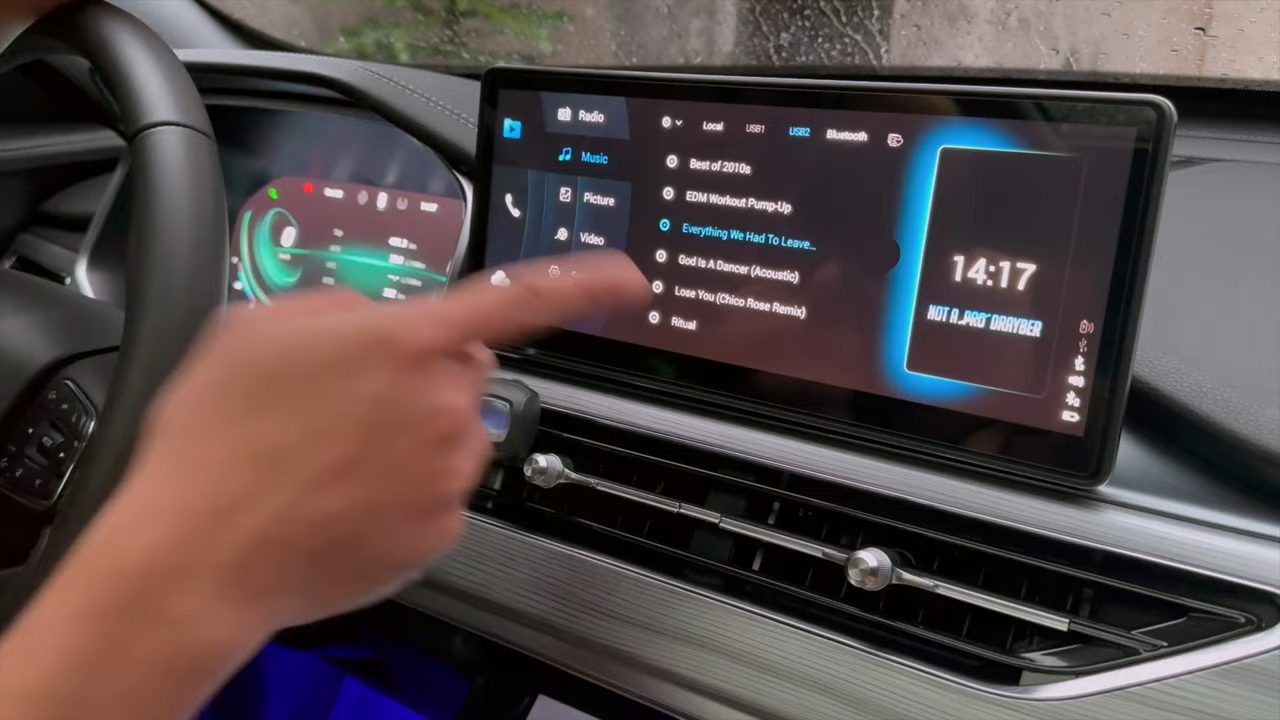 Radio
Music
Picture
Video
Local USB1 USB2 Bluetooth
Best of 2010s
EDM Workout Pump-Up
Everything We Had To Leave...
God Is A Dancer (Acoustic)
Lose You (Chico Rose Remix)
Ritual
14:17
NOT A PRO DRAYBER